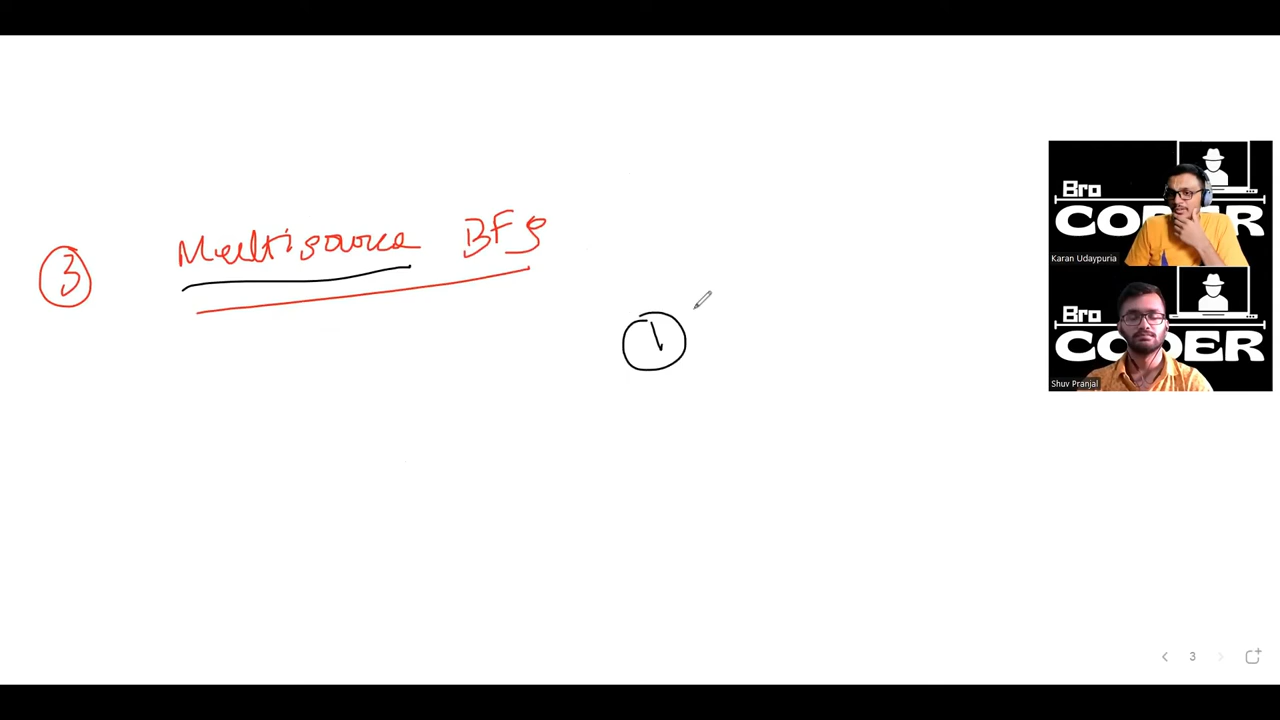 ③ Multisource BFS
1
Bro
CODER
Karan Udaypuria
Bro
CODER
Shuv Pranjal
3